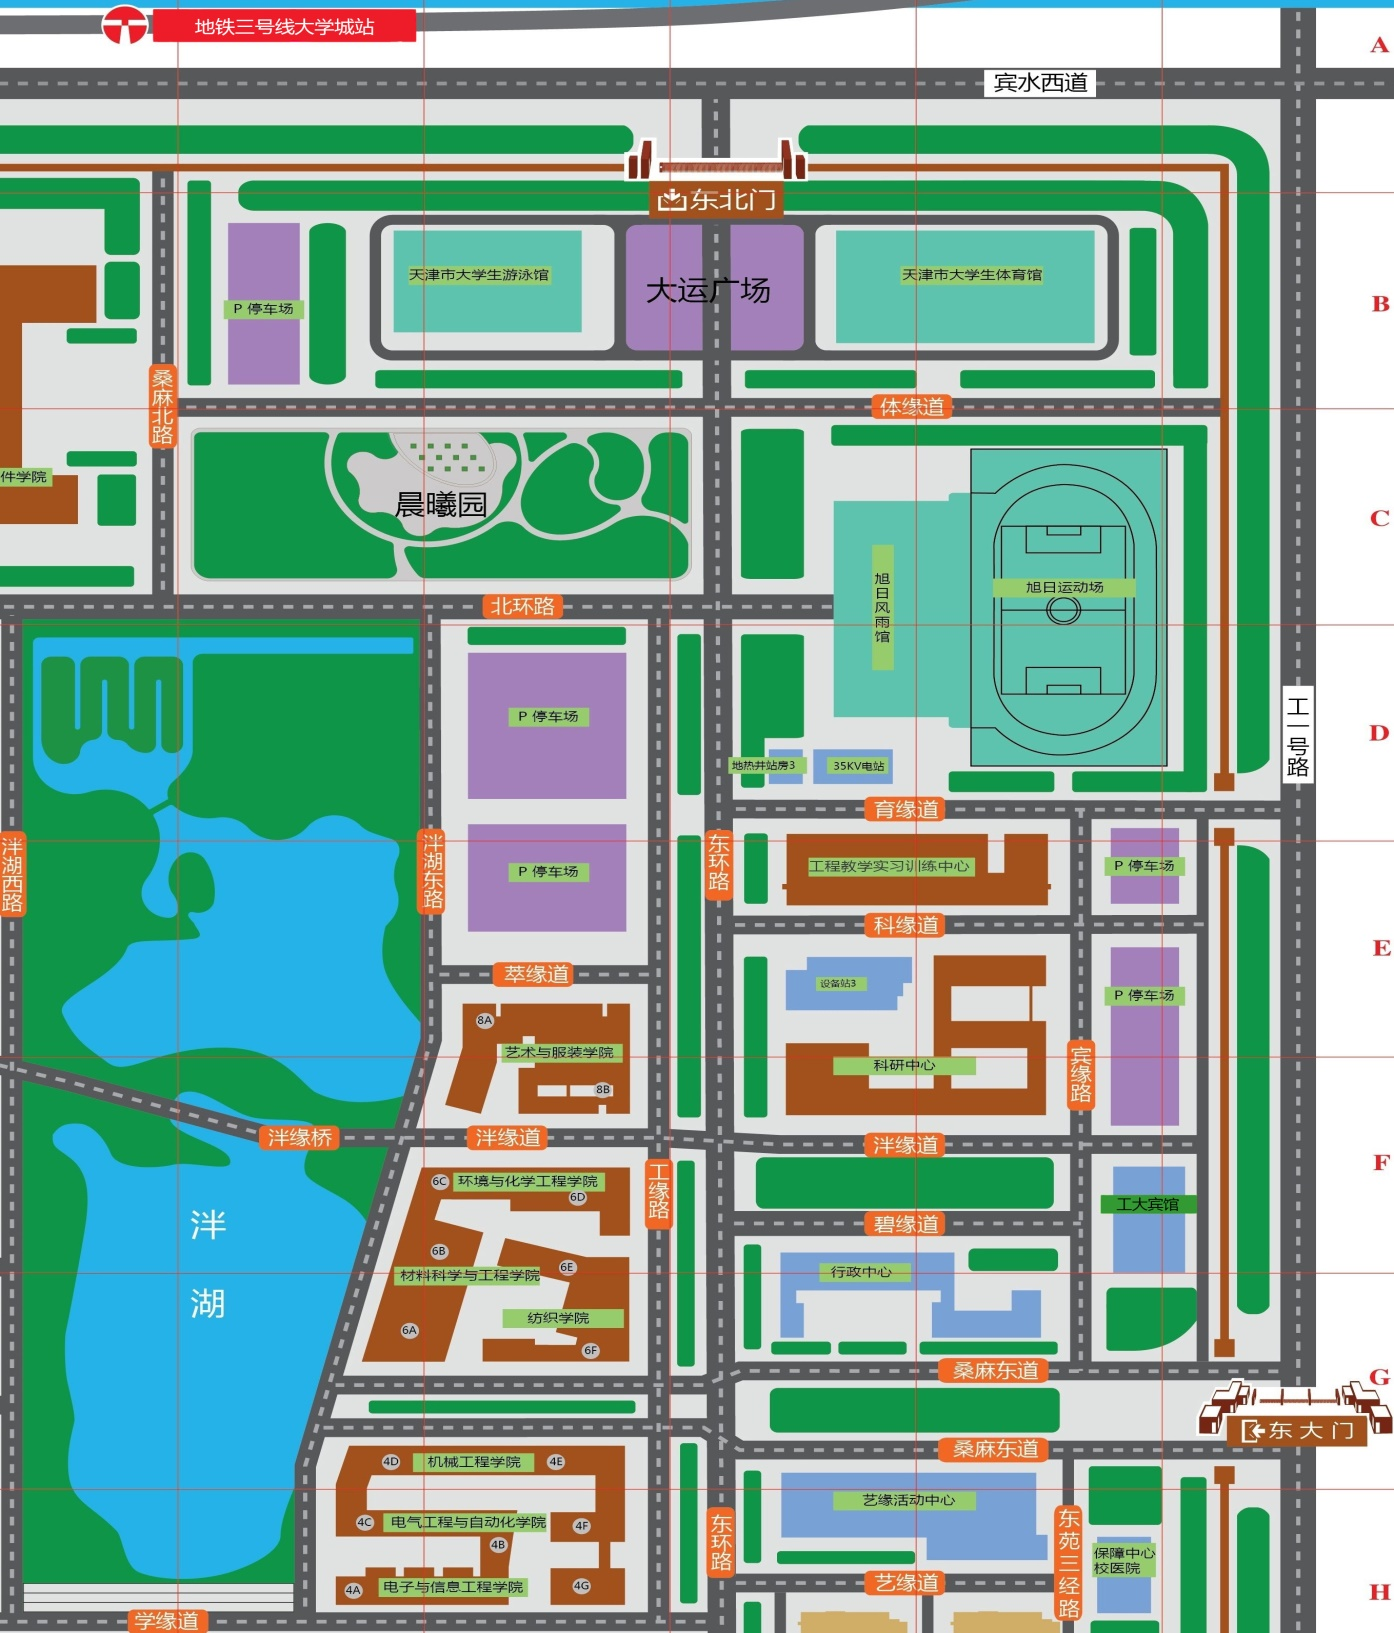 地铁三号线大学城站
A
宾水西道
东北门
天津市大学生游泳馆
大运广场
天津市大学生体育馆
P 停车场
B
桑麻北路
体缘道
件学院
晨曦园
C
旭日风雨馆
旭日运动场
北环路
P 停车场
工一号路
D
地热井站房3
35KV电站
育缘道
泮湖西路
泮湖东路
P 停车场
东环路
工程教学实习训练中心
P 停车场
科缘道
E
萃缘道
设备站3
P 停车场
8A
艺术与服装学院
8B
科研中心
宾缘路
泮缘桥
泮缘道
泮缘道
F
6C
环境与化学工程学院
6D
工缘路
工大宾馆
泮湖
碧缘道
6B
6E
材料科学与工程学院
行政中心
纺织学院
6A
6F
桑麻东道
G
东大门
桑麻东道
4D
机械工程学院
4E
艺缘活动中心
4C
电气工程与自动化学院
4F
4B
东环路
东苑三经路
保障中心
校医院
4A
电子与信息工程学院
4G
艺缘道
H
学缘道